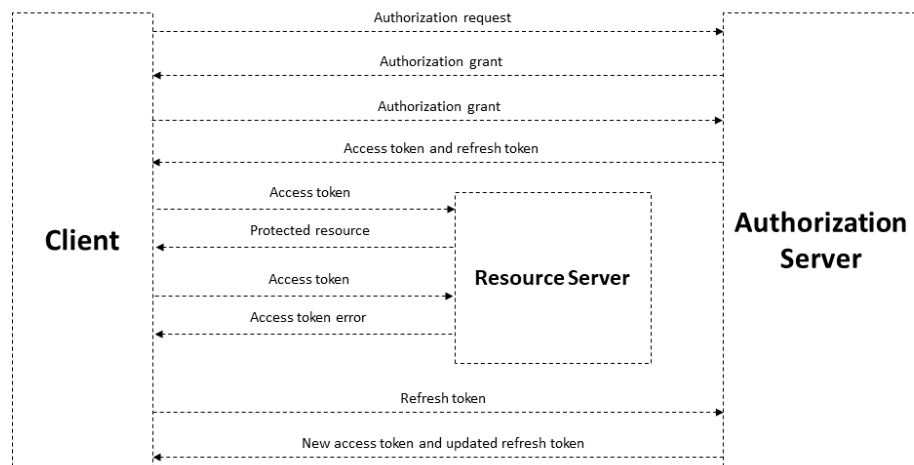 Authorization request
Authorization grant
Authorization grant
Access token and refresh token
Access token
Protected resource
Access token
Access token error
Client
Resource Server
Authorization
Server
Refresh token
New access token and updated refresh token